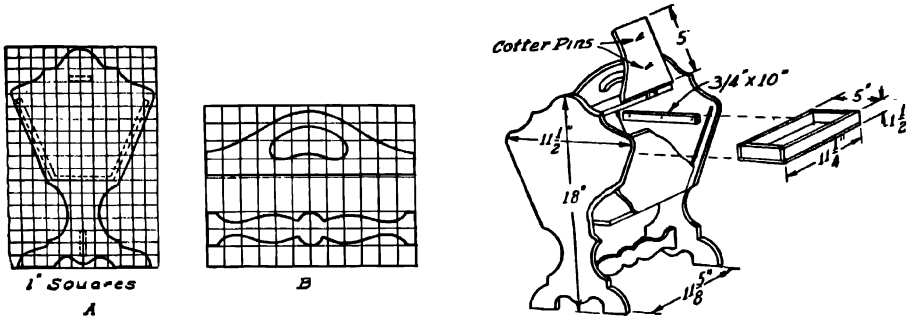 1" Squares
A
B
Cotter Pins
5"
3/4" x 10"
11 1/2"
18"
5"
1 1/2"
11 1/4"
11 5/8"